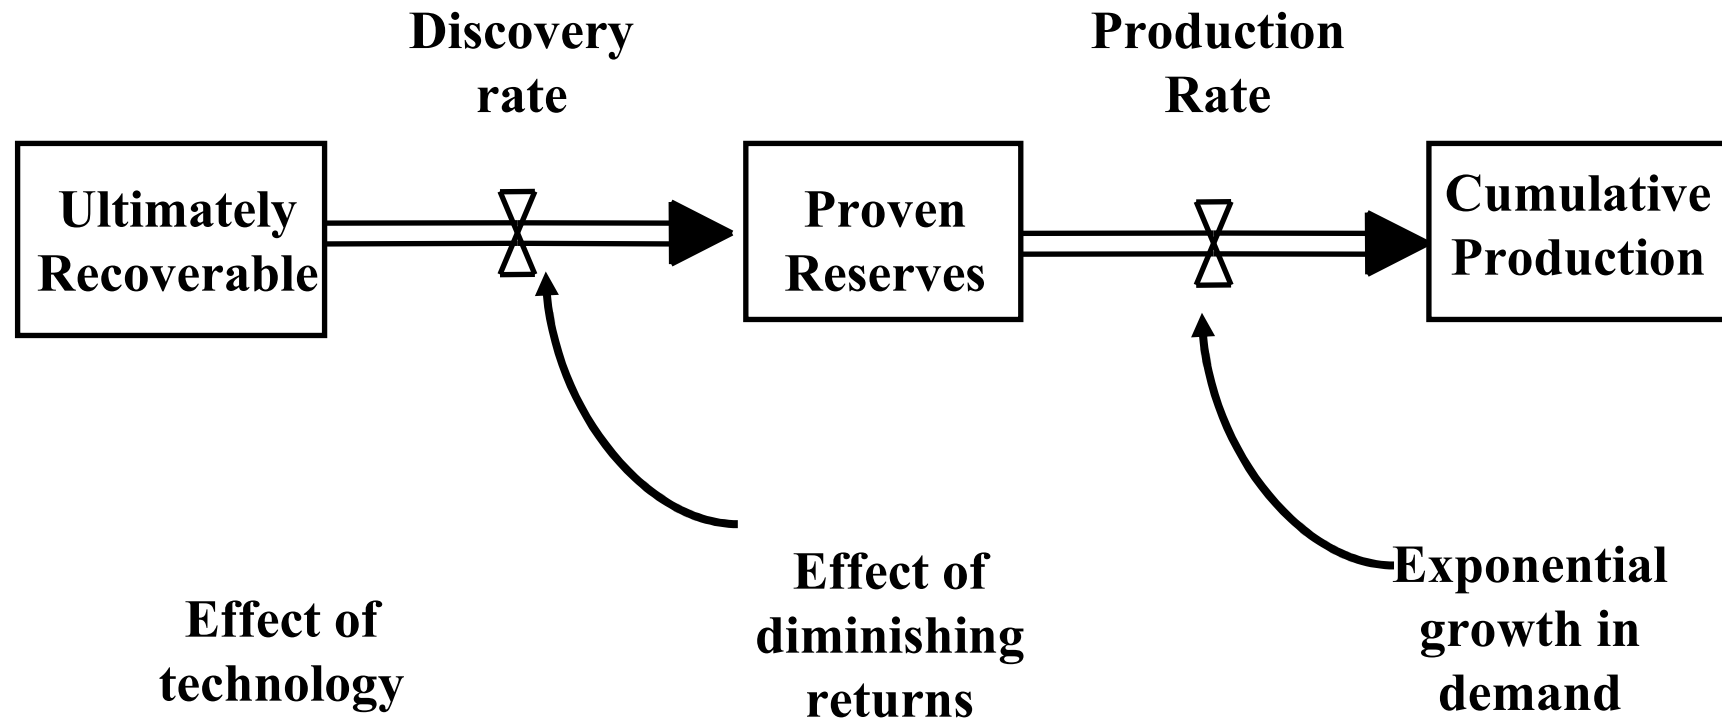 Discovery
rate
Production
Rate
Ultimately
Recoverable
Proven
Reserves
Cumulative
Production
Effect of
technology
Effect of
diminishing
returns
Exponential
growth in
demand